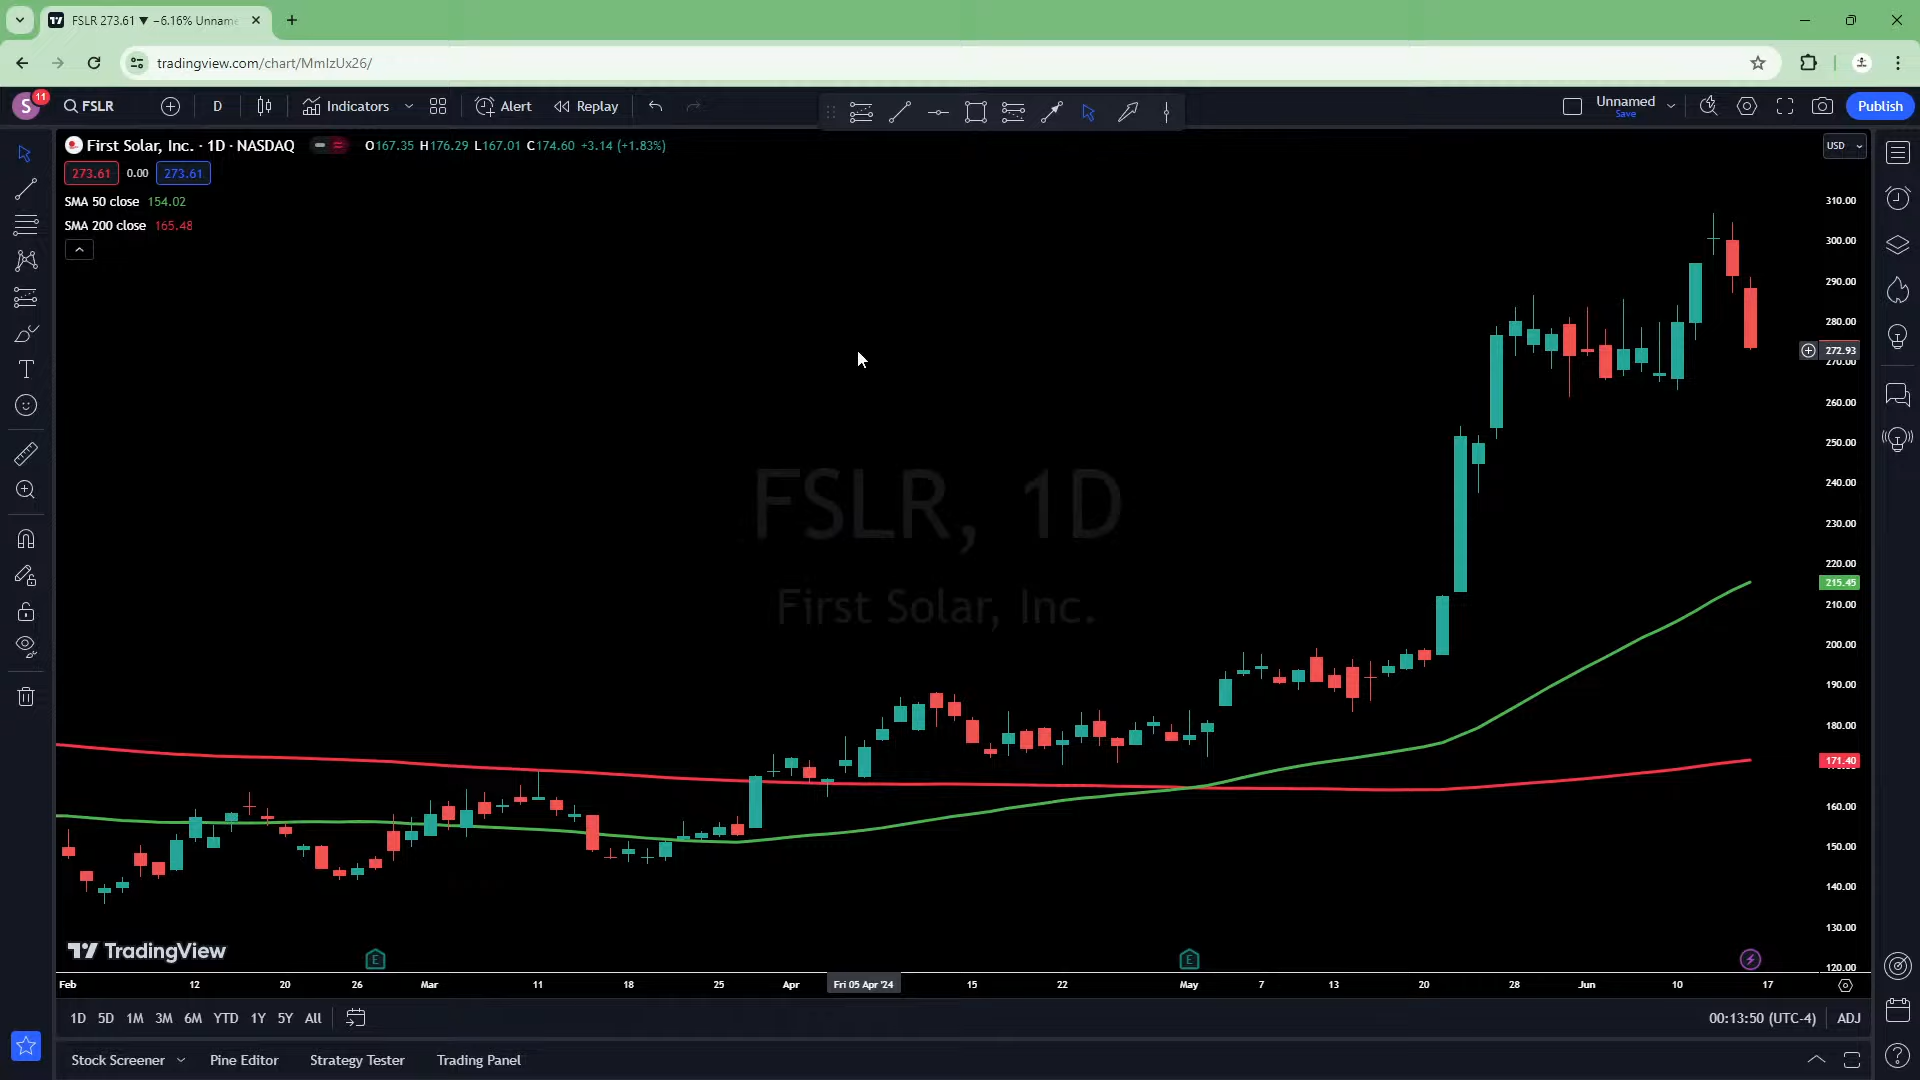 FSLR 273.61 ▼ −6.16% Unname
tradingview.com/chart/MmIzUx26/
S 11 FSLR D Indicators Alert Replay Unnamed Save Publish
First Solar, Inc. · 1D · NASDAQ O167.35 H176.29 L167.01 C174.60 +3.14 (+1.83%) USD
273.61 0.00 273.61
SMA 50 close 154.02
SMA 200 close 165.48
310.00
300.00
290.00
280.00
272.93
270.00
260.00
250.00
240.00
230.00
220.00
215.45
210.00
200.00
190.00
180.00
171.40
160.00
150.00
140.00
130.00
120.00
FSLR, 1D
First Solar, Inc.
TradingView
E E
Feb 12 20 26 Mar 11 18 25 Apr Fri 05 Apr '24 15 22 May 7 13 20 28 Jun 10 17
1D 5D 1M 3M 6M YTD 1Y 5Y All 00:13:50 (UTC-4) ADJ
Stock Screener Pine Editor Strategy Tester Trading Panel